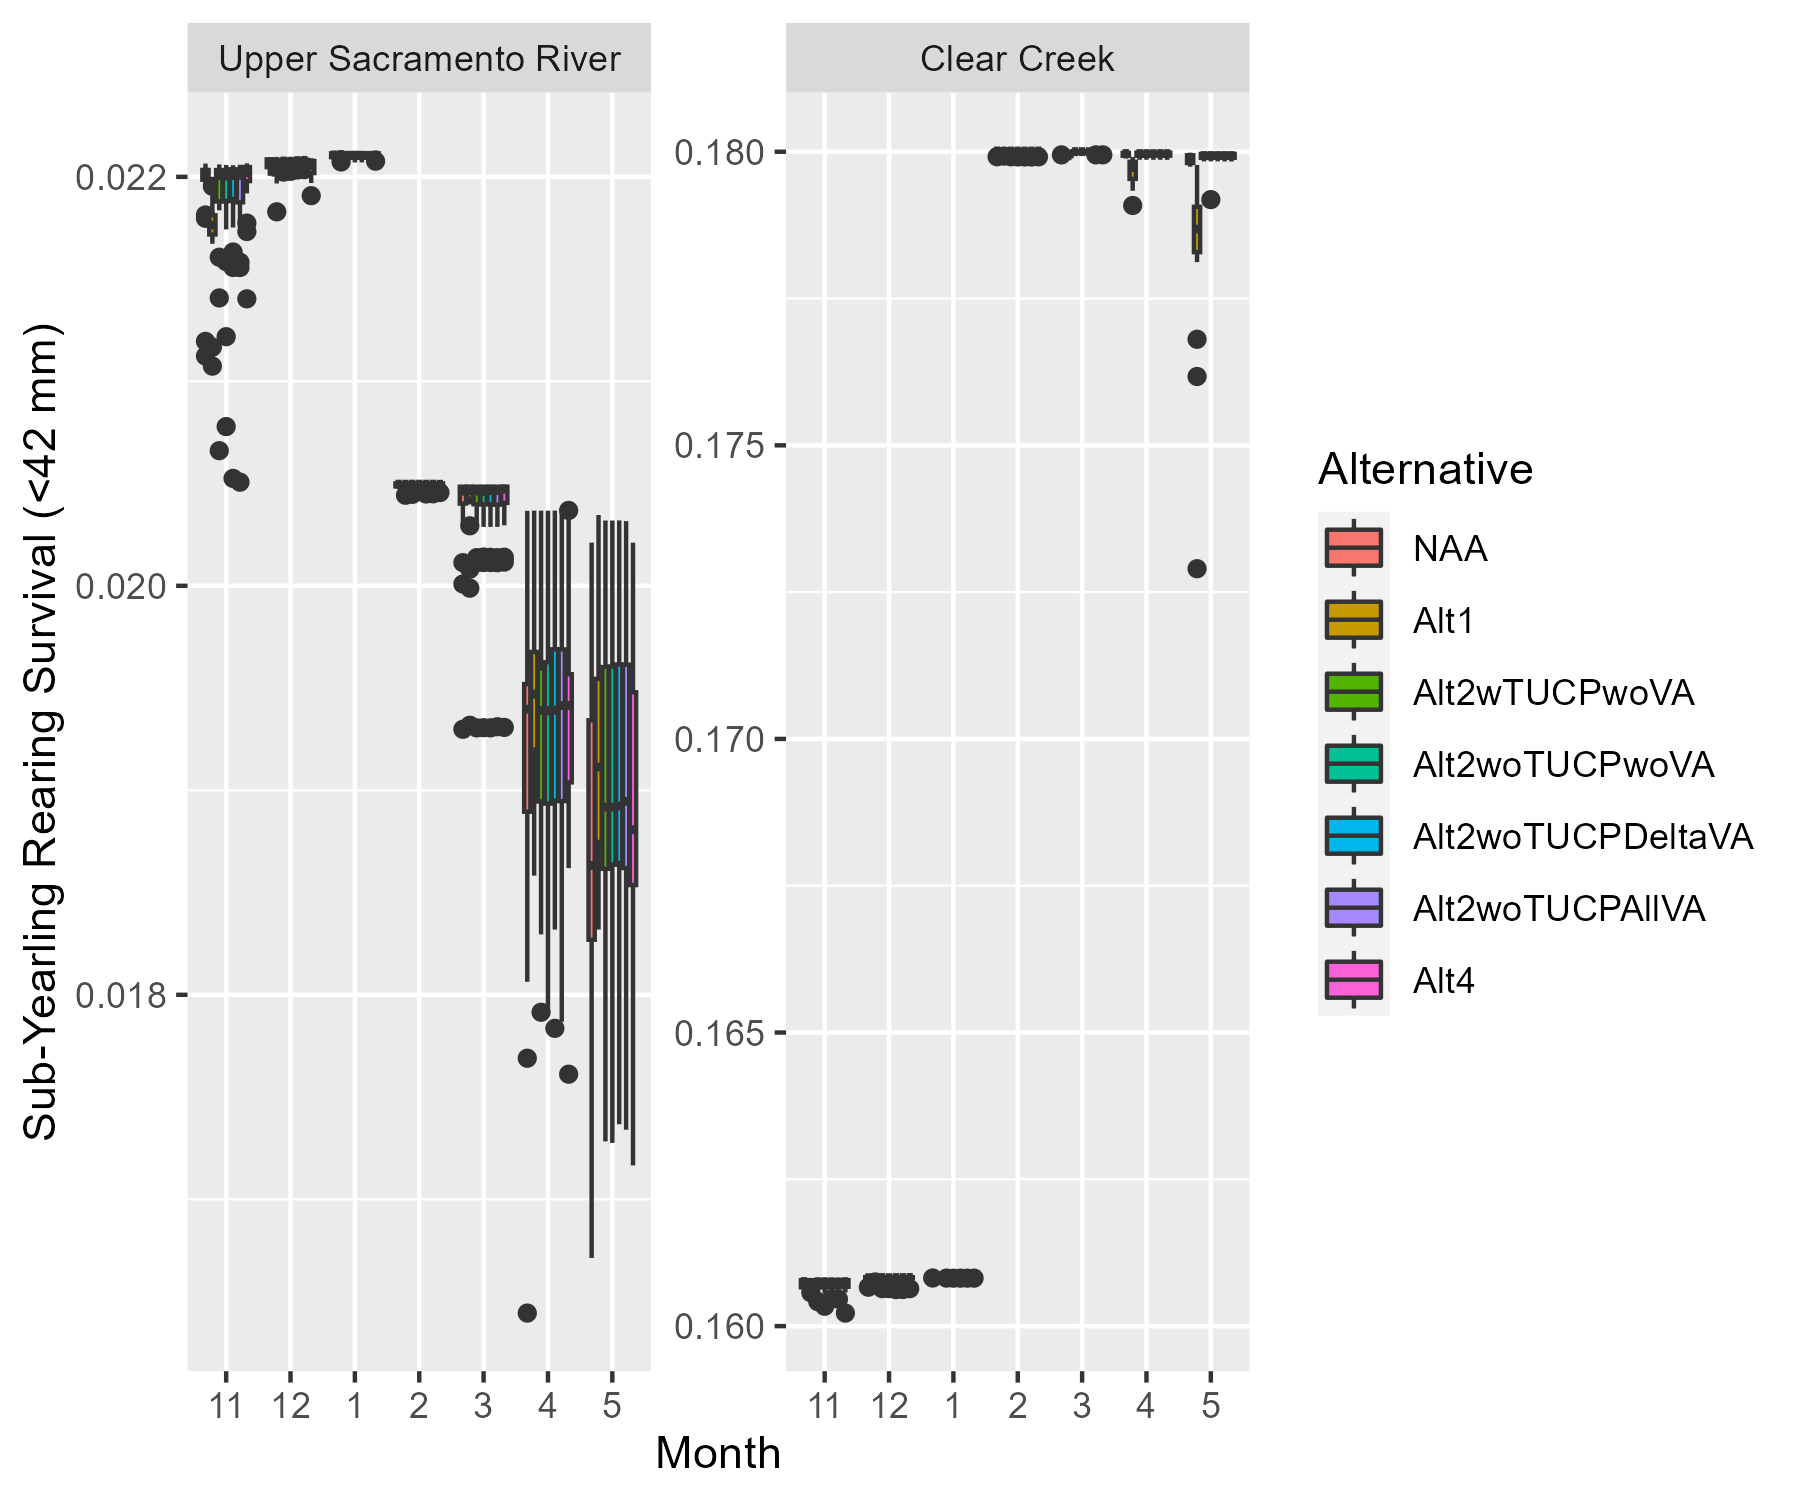 Upper Sacramento River
Clear Creek
Sub-Yearling Rearing Survival (<42 mm)
0.022
0.020
0.018
0.180
0.175
0.170
0.165
0.160
11 12 1 2 3 4 5
11 12 1 2 3 4 5
Month
Alternative
NAA
Alt1
Alt2wTUCPwoVA
Alt2woTUCPwoVA
Alt2woTUCPDeltaVA
Alt2woTUCPAllVA
Alt4